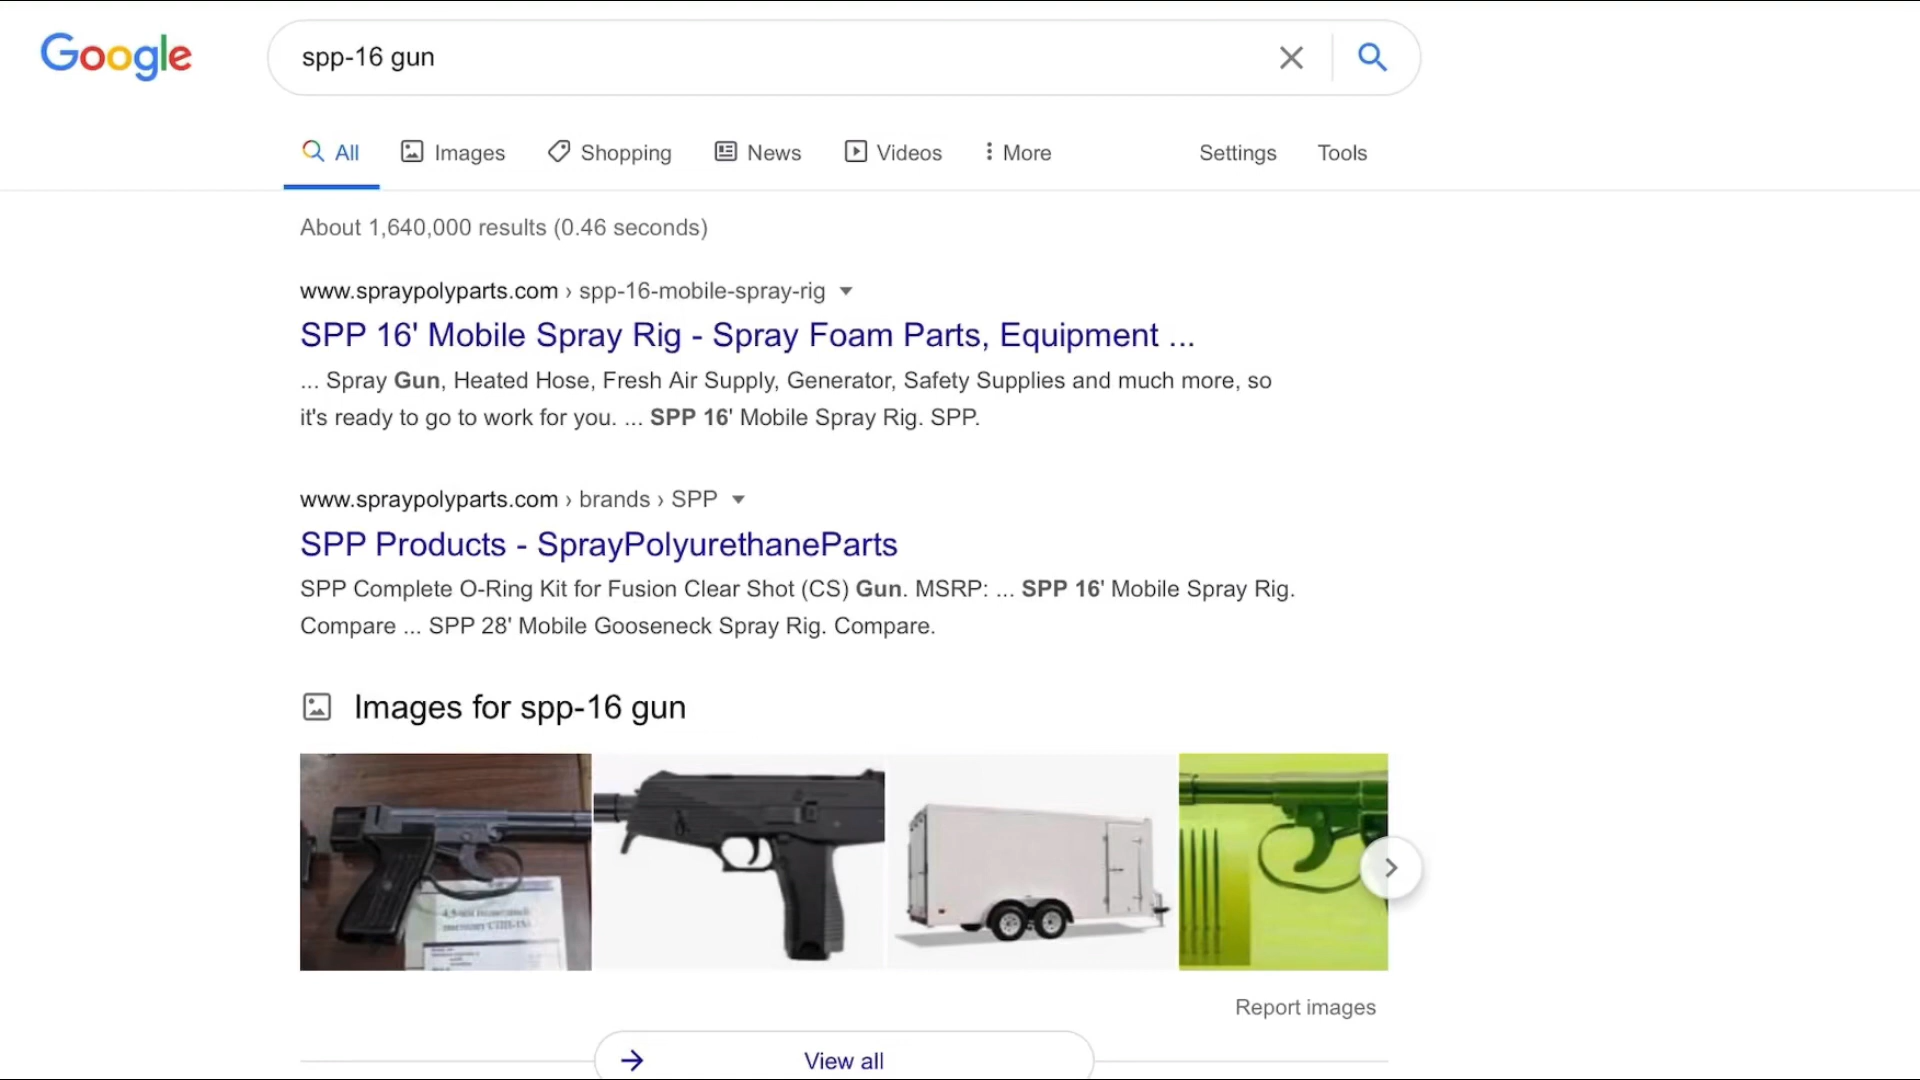 Google
spp-16 gun
All
Images
Shopping
News
Videos
More
Settings
Tools
About 1,640,000 results (0.46 seconds)
www.spraypolyparts.com › spp-16-mobile-spray-rig
SPP 16' Mobile Spray Rig - Spray Foam Parts, Equipment ...
... Spray Gun, Heated Hose, Fresh Air Supply, Generator, Safety Supplies and much more, so
it's ready to go to work for you. ... SPP 16' Mobile Spray Rig. SPP.
www.spraypolyparts.com › brands › SPP
SPP Products - SprayPolyurethaneParts
SPP Complete O-Ring Kit for Fusion Clear Shot (CS) Gun. MSRP: ... SPP 16' Mobile Spray Rig.
Compare ... SPP 28' Mobile Gooseneck Spray Rig. Compare.
Images for spp-16 gun
Report images
View all